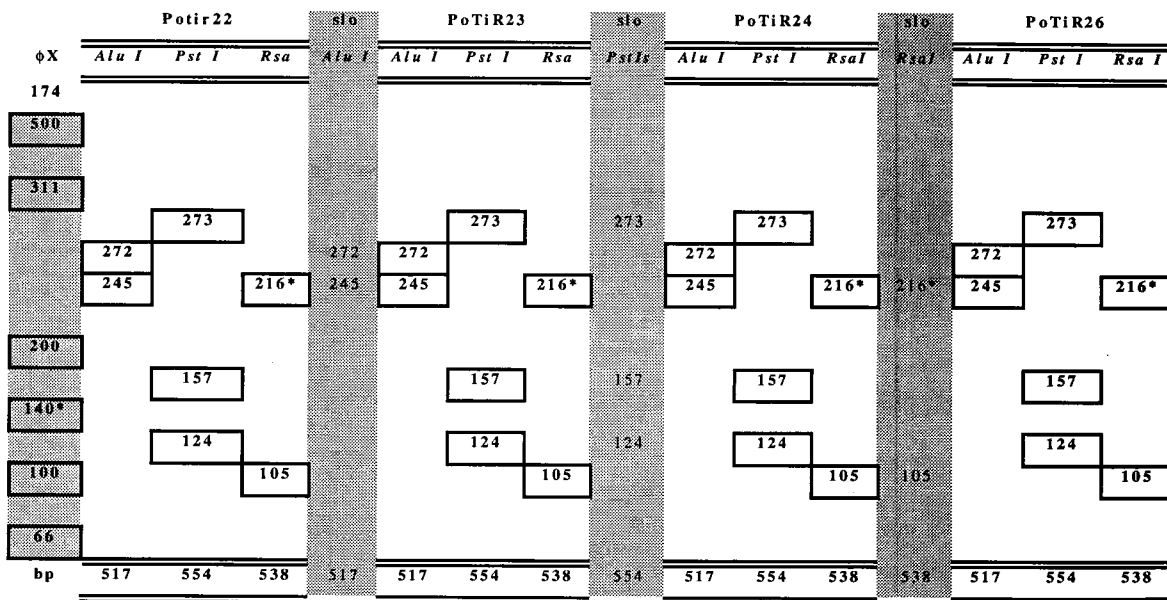 Potir22 slo PoTiR23 slo PoTiR24 slo PoTiR26
φX Alu I Pst I Rsa Alu I Alu I Pst I Rsa PstIs Alu I Pst I RsaI RsaI Alu I Pst I Rsa I
174
500
311
273 273 273 273 273
272 272 272 272 272
245 216* 245 245 216* 245 216* 216* 245 216*
200
157 157 157 157 157
140*
124 124 124 124 124
100 105 105 105 105 105
66
bp 517 554 538 517 517 554 538 554 517 554 538 538 517 554 538